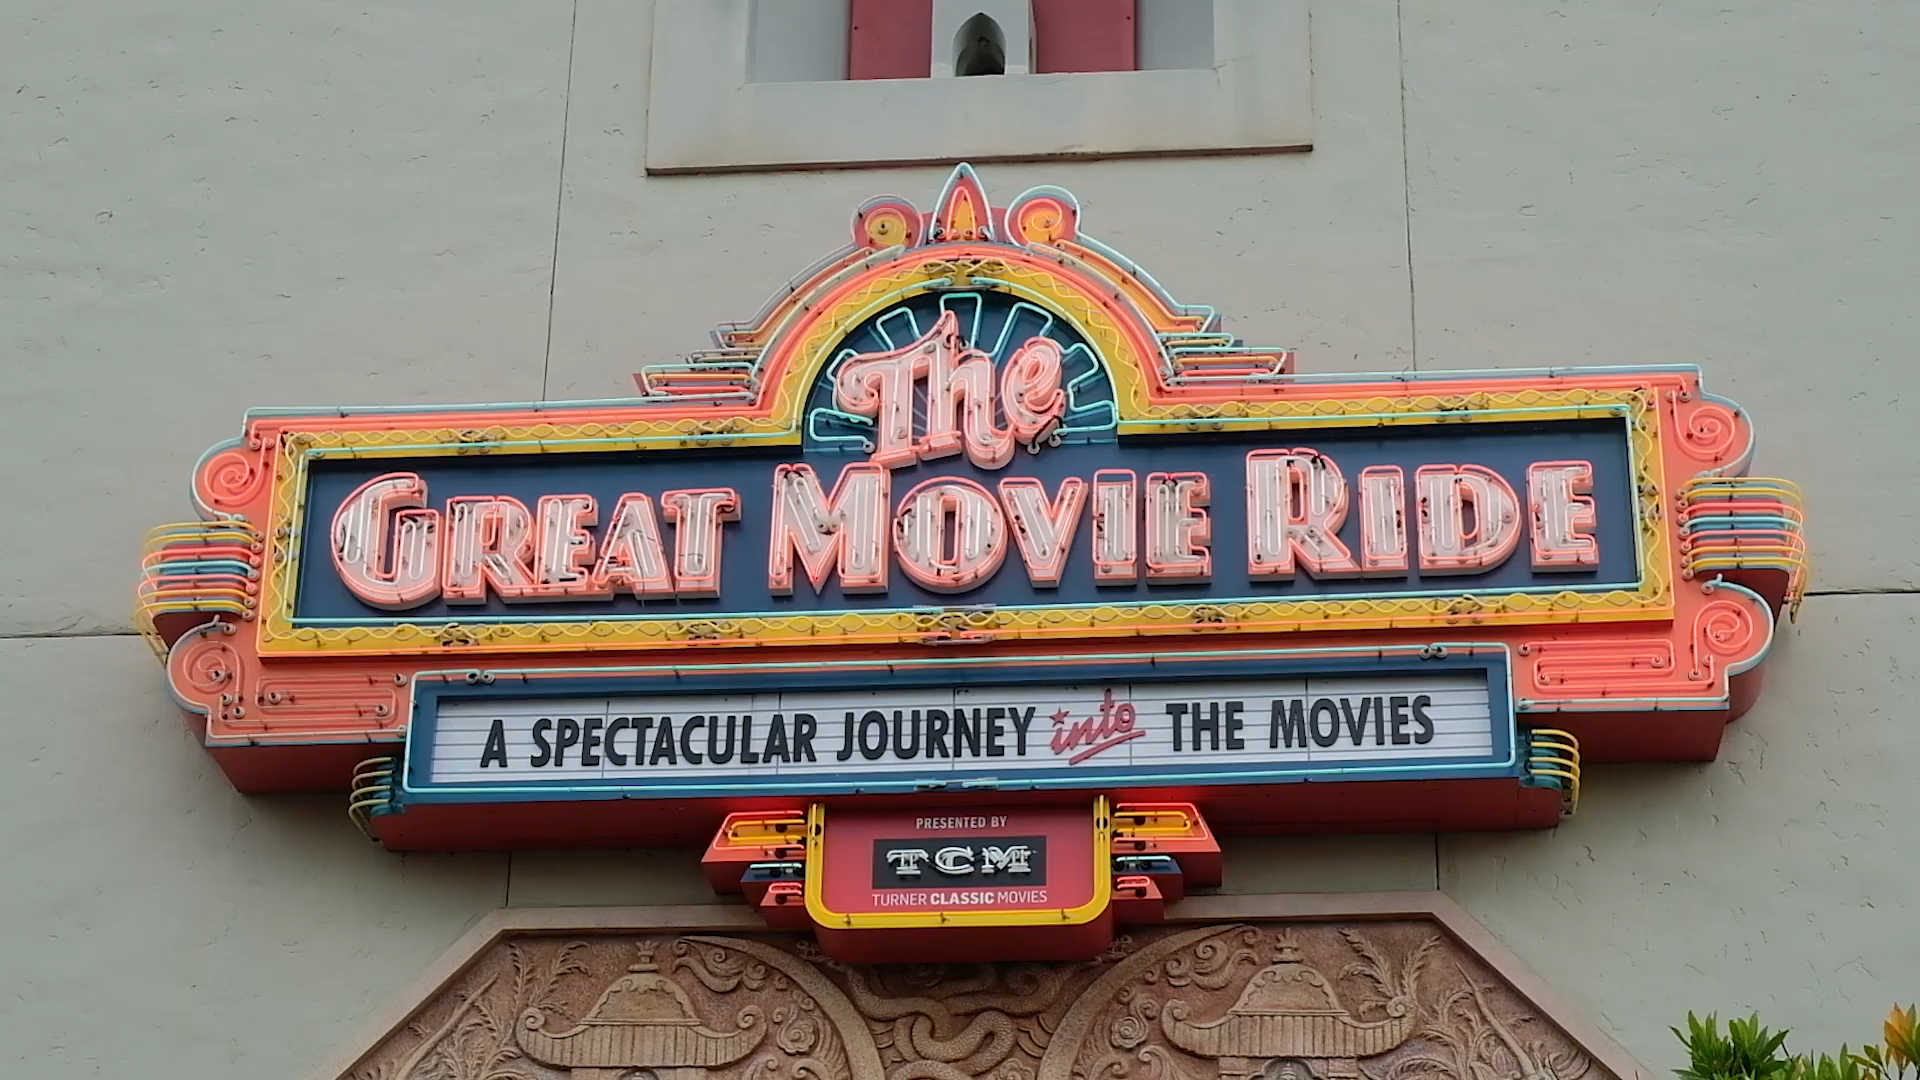 The
GREAT MOVIE RIDE
A SPECTACULAR JOURNEY into THE MOVIES
PRESENTED BY
TCM
TURNER CLASSIC MOVIES